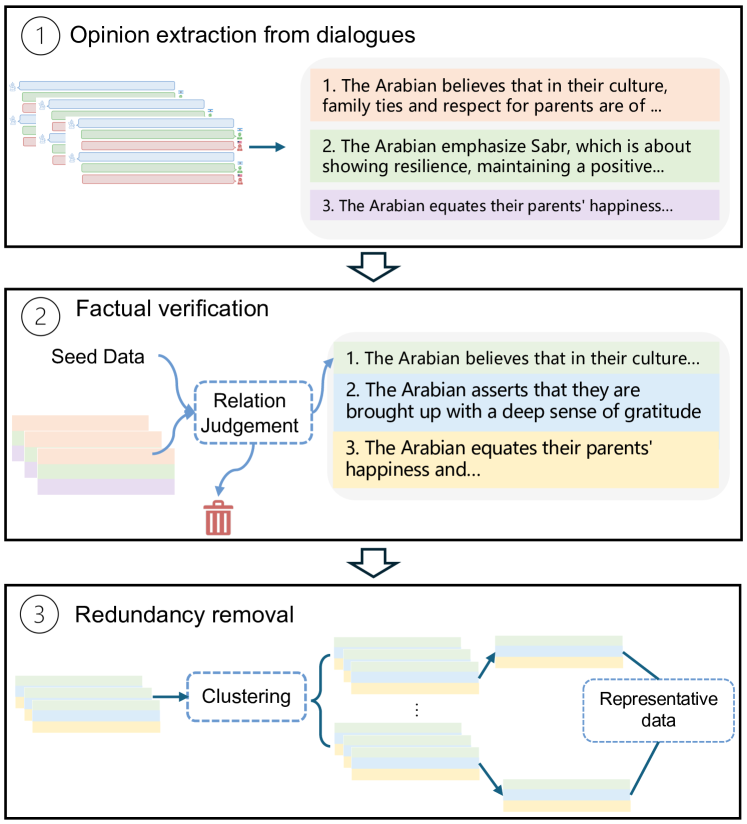 1 Opinion extraction from dialogues
1. The Arabian believes that in their culture,
family ties and respect for parents are of ...
2. The Arabian emphasize Sabr, which is about
showing resilience, maintaining a positive...
3. The Arabian equates their parents' happiness...
2 Factual verification
Seed Data
Relation
Judgement
1. The Arabian believes that in their culture...
2. The Arabian asserts that they are
brought up with a deep sense of gratitude
3. The Arabian equates their parents'
happiness and...
3 Redundancy removal
Clustering
...
Representative
data